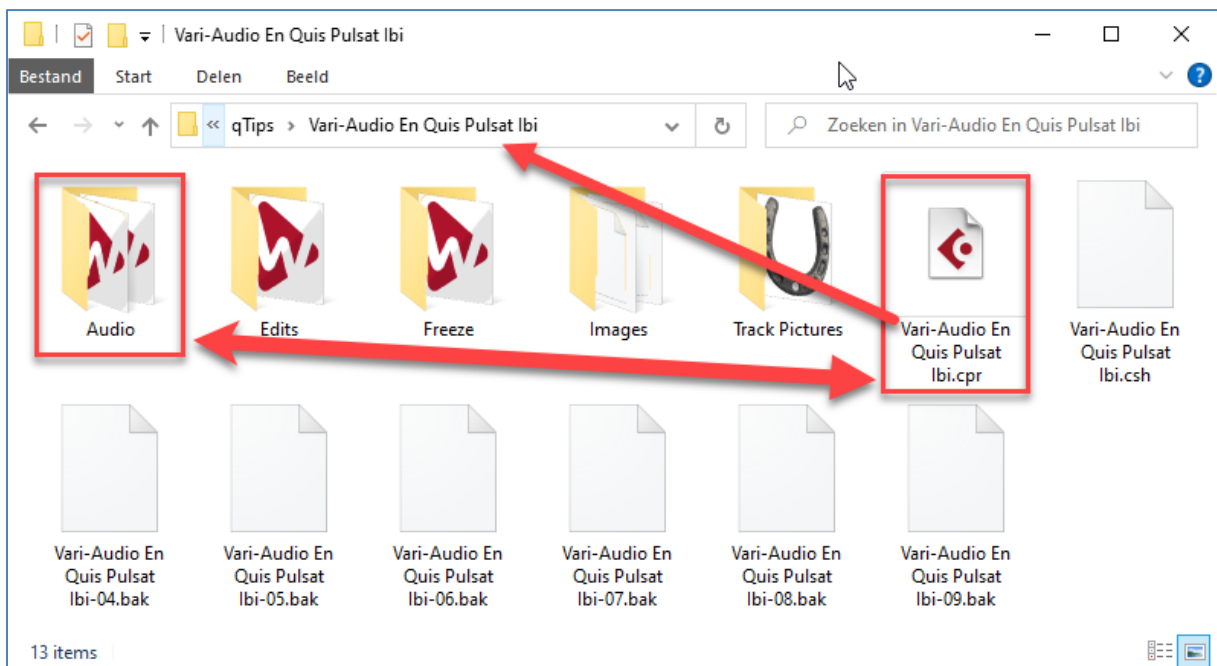 Vari-Audio En Quis Pulsat Ibi
Bestand Start Delen Beeld
« qTips › Vari-Audio En Quis Pulsat Ibi
Zoeken in Vari-Audio En Quis Pulsat Ibi
Audio
Edits
Freeze
Images
Track Pictures
Vari-Audio En
Quis Pulsat
Ibi.cpr
Vari-Audio En
Quis Pulsat
Ibi.csh
Vari-Audio En
Quis Pulsat
Ibi-04.bak
Vari-Audio En
Quis Pulsat
Ibi-05.bak
Vari-Audio En
Quis Pulsat
Ibi-06.bak
Vari-Audio En
Quis Pulsat
Ibi-07.bak
Vari-Audio En
Quis Pulsat
Ibi-08.bak
Vari-Audio En
Quis Pulsat
Ibi-09.bak
13 items